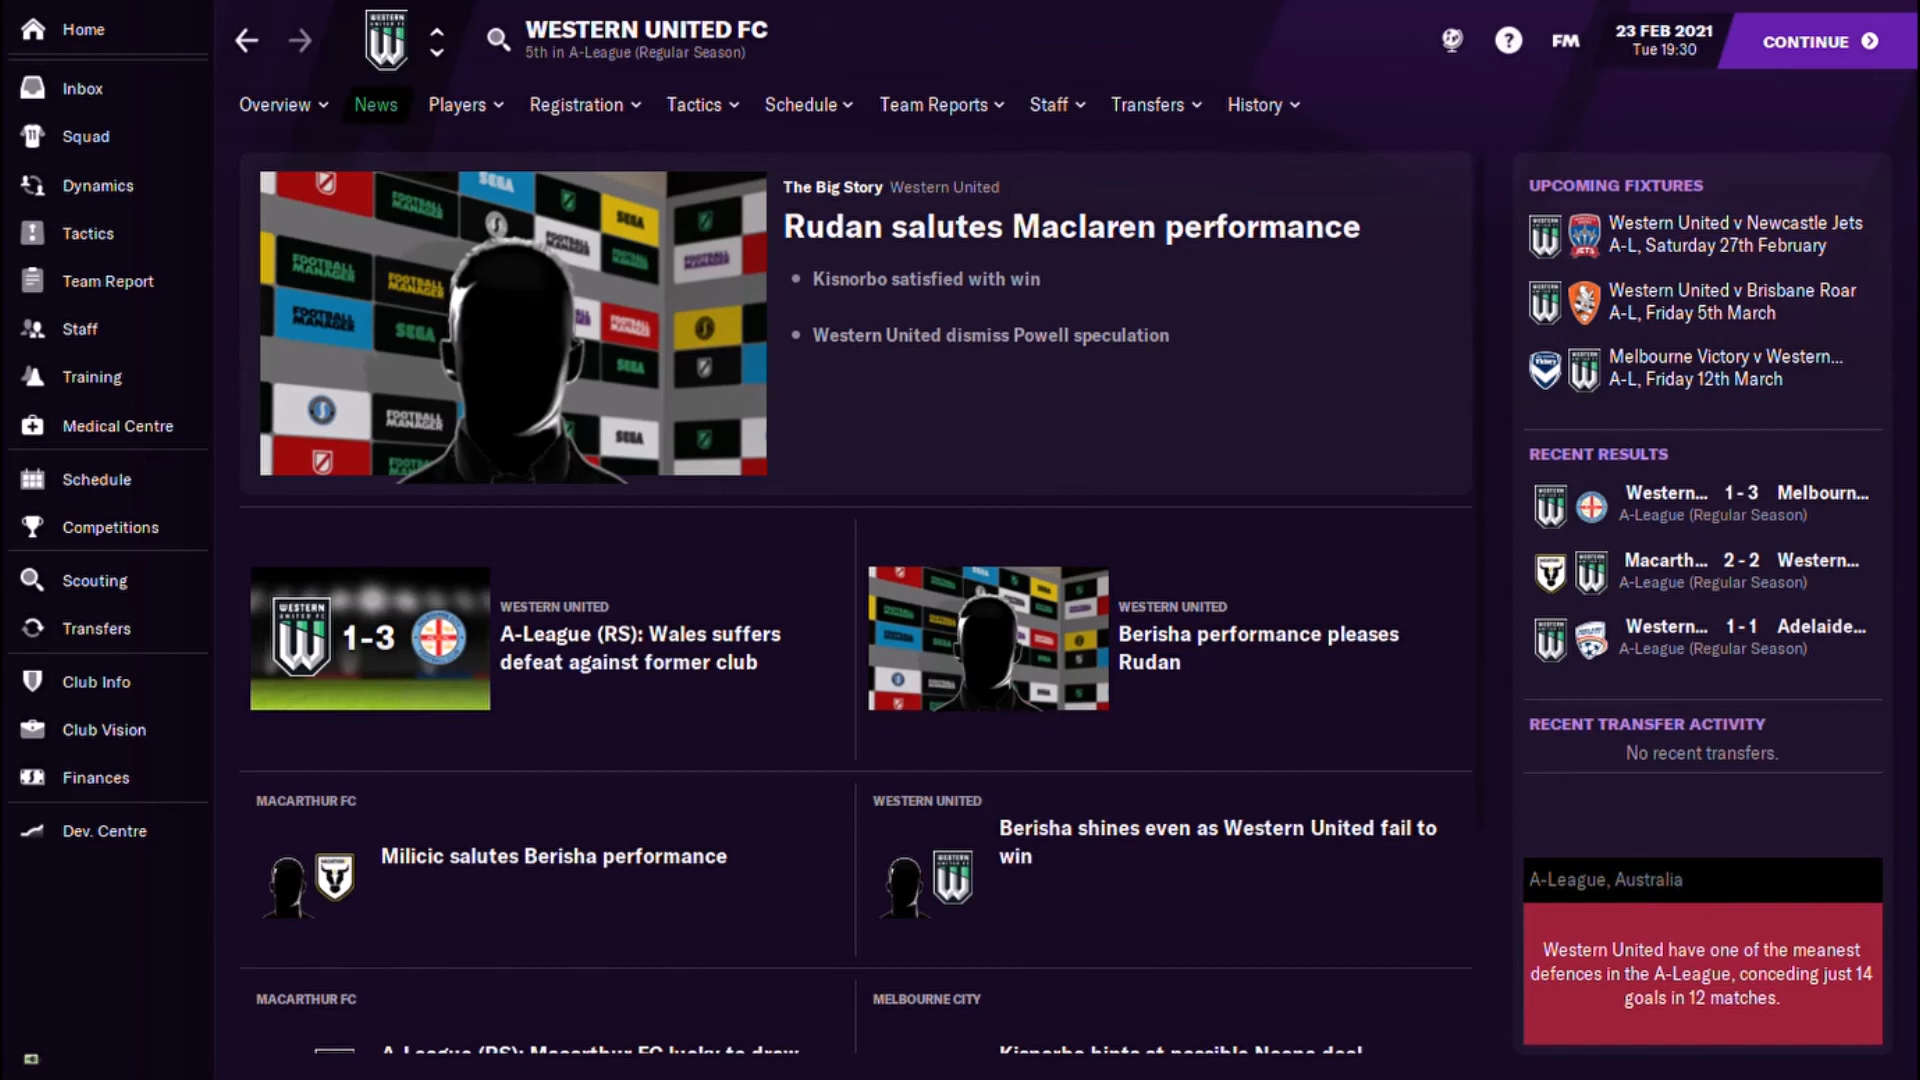 Home
Inbox
Squad
Dynamics
Tactics
Team Report
Staff
Training
Medical Centre
Schedule
Competitions
Scouting
Transfers
Club Info
Club Vision
Finances
Dev. Centre
WESTERN UNITED FC
5th in A-League (Regular Season)
FM
23 FEB 2021
Tue 19:30
CONTINUE
Overview
News
Players
Registration
Tactics
Schedule
Team Reports
Staff
Transfers
History
The Big Story Western United
Rudan salutes Maclaren performance
Kisnorbo satisfied with win
Western United dismiss Powell speculation
WESTERN UNITED
A-League (RS): Wales suffers
defeat against former club
1-3
WESTERN UNITED
Berisha performance pleases
Rudan
MACARTHUR FC
Milicic salutes Berisha performance
WESTERN UNITED
Berisha shines even as Western United fail to
win
MACARTHUR FC
A-League (RS): Macarthur FC lucky to draw
MELBOURNE CITY
UPCOMING FIXTURES
Western United v Newcastle Jets
A-L, Saturday 27th February
Western United v Brisbane Roar
A-L, Friday 5th March
Melbourne Victory v Western...
A-L, Friday 12th March
RECENT RESULTS
Western... 1 - 3 Melbourn...
A-League (Regular Season)
Macarth... 2 - 2 Western...
A-League (Regular Season)
Western... 1 - 1 Adelaide...
A-League (Regular Season)
RECENT TRANSFER ACTIVITY
No recent transfers.
A-League, Australia
Western United have one of the meanest
defences in the A-League, conceding just 14
goals in 12 matches.